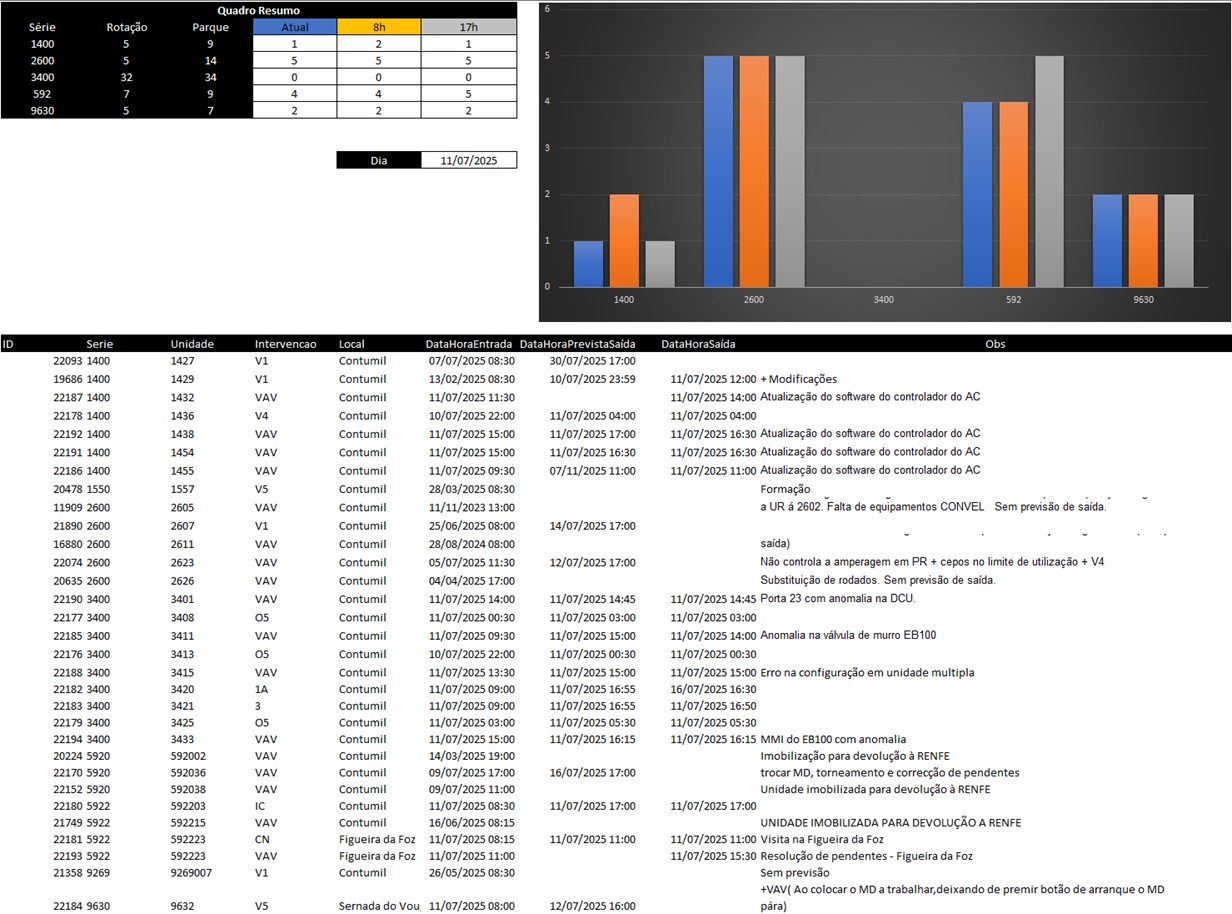 Quadro Resumo
Série Rotação Parque Atual 8h 17h
1400 5 9 1 2 1
2600 5 14 5 5 5
3400 32 34 0 0 0
592 7 9 4 4 5
9630 5 7 2 2 2
Dia 11/07/2025
6
5
4
3
2
1
0
1400 2600 3400 592 9630
ID Serie Unidade Intervencao Local DataHoraEntrada DataHoraPrevistaSaída DataHoraSaída Obs
22093 1400 1427 V1 Contumil 07/07/2025 08:30 30/07/2025 17:00
19686 1400 1429 V1 Contumil 13/02/2025 08:30 10/07/2025 23:59 11/07/2025 12:00 + Modificações
22187 1400 1432 VAV Contumil 11/07/2025 11:30 11/07/2025 14:00 Atualização do software do controlador do AC
22178 1400 1436 V4 Contumil 10/07/2025 22:00 11/07/2025 04:00 11/07/2025 04:00
22192 1400 1438 VAV Contumil 11/07/2025 15:00 11/07/2025 17:00 11/07/2025 16:30 Atualização do software do controlador do AC
22191 1400 1454 VAV Contumil 11/07/2025 15:00 11/07/2025 16:30 11/07/2025 16:30 Atualização do software do controlador do AC
22186 1400 1455 VAV Contumil 11/07/2025 09:30 07/11/2025 11:00 11/07/2025 11:00 Atualização do software do controlador do AC
20478 1550 1557 V5 Contumil 28/03/2025 08:30 Formação
11909 2600 2605 VAV Contumil 11/11/2023 13:00 a UR á 2602. Falta de equipamentos CONVEL Sem previsão de saída.
21890 2600 2607 V1 Contumil 25/06/2025 08:00 14/07/2025 17:00
16880 2600 2611 VAV Contumil 28/08/2024 08:00 saída)
22074 2600 2623 VAV Contumil 05/07/2025 11:30 12/07/2025 17:00 Não controla a amperagem em PR + cepos no limite de utilização + V4
20635 2600 2626 VAV Contumil 04/04/2025 17:00 Substituição de rodados. Sem previsão de saída.
22190 3400 3401 VAV Contumil 11/07/2025 14:00 11/07/2025 14:45 11/07/2025 14:45 Porta 23 com anomalia na DCU.
22177 3400 3408 O5 Contumil 11/07/2025 00:30 11/07/2025 03:00 11/07/2025 03:00
22185 3400 3411 VAV Contumil 11/07/2025 09:30 11/07/2025 15:00 11/07/2025 14:00 Anomalia na válvula de murro EB100
22176 3400 3413 O5 Contumil 10/07/2025 22:00 11/07/2025 00:30 11/07/2025 00:30
22188 3400 3415 VAV Contumil 11/07/2025 13:30 11/07/2025 15:00 11/07/2025 15:00 Erro na configuração em unidade multipla
22182 3400 3420 1A Contumil 11/07/2025 09:00 11/07/2025 16:55 16/07/2025 16:30
22183 3400 3421 3 Contumil 11/07/2025 09:00 11/07/2025 16:55 11/07/2025 16:50
22179 3400 3425 O5 Contumil 11/07/2025 03:00 11/07/2025 05:30 11/07/2025 05:30
22194 3400 3433 VAV Contumil 11/07/2025 15:00 11/07/2025 16:15 11/07/2025 16:15 MMI do EB100 com anomalia
20224 5920 592002 VAV Contumil 14/03/2025 19:00 Imobilização para devolução à RENFE
22170 5920 592036 VAV Contumil 09/07/2025 17:00 16/07/2025 17:00 trocar MD, torneamento e correcção de pendentes
22152 5920 592038 VAV Contumil 09/07/2025 11:00 Unidade imobilizada para devolução à RENFE
22180 5922 592203 IC Contumil 11/07/2025 08:30 11/07/2025 17:00 11/07/2025 17:00
21749 5922 592215 VAV Contumil 16/06/2025 08:15 UNIDADE IMOBILIZADA PARA DEVOLUÇÃO A RENFE
22181 5922 592223 CN Figueira da Foz 11/07/2025 08:15 11/07/2025 11:00 11/07/2025 11:00 Visita na Figueira da Foz
22193 5922 592223 VAV Figueira da Foz 11/07/2025 11:00 11/07/2025 15:30 Resolução de pendentes - Figueira da Foz
21358 9269 9269007 V1 Contumil 26/05/2025 08:30 Sem previsão
+VAV( Ao colocar o MD a trabalhar,deixando de premir botão de arranque o MD
22184 9630 9632 V5 Sernada do Vou 11/07/2025 08:00 12/07/2025 16:00 pára)